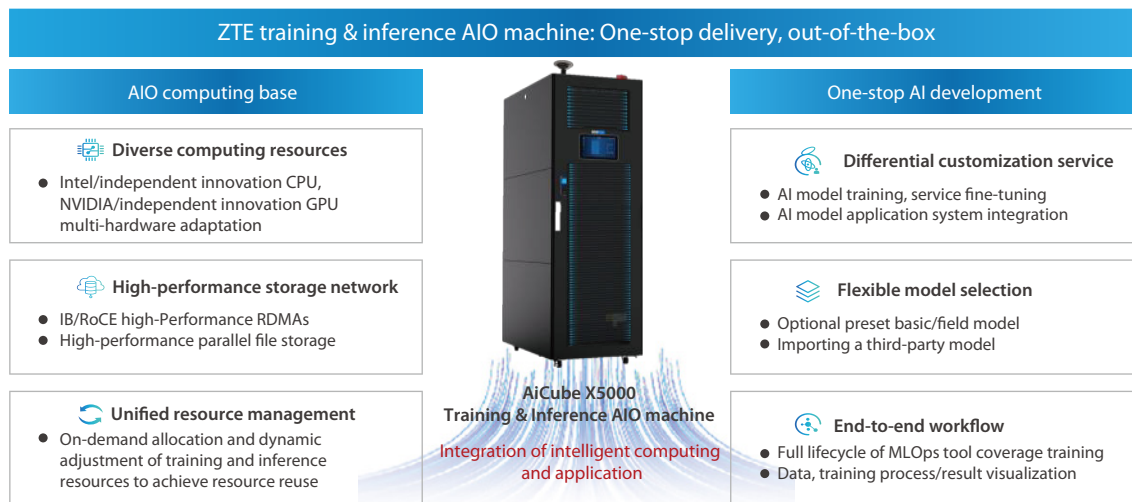 ZTE training & inference AIO machine: One-stop delivery, out-of-the-box
AIO computing base
Diverse computing resources
● Intel/independent innovation CPU,
NVIDIA/independent innovation GPU
multi-hardware adaptation
High-performance storage network
● IB/RoCE high-Performance RDMAs
● High-performance parallel file storage
Unified resource management
● On-demand allocation and dynamic
adjustment of training and inference
resources to achieve resource reuse
AiCube X5000
Training & Inference AIO machine
Integration of intelligent computing
and application
One-stop AI development
Differential customization service
● AI model training, service fine-tuning
● AI model application system integration
Flexible model selection
● Optional preset basic/field model
● Importing a third-party model
End-to-end workflow
● Full lifecycle of MLOps tool coverage training
● Data, training process/result visualization